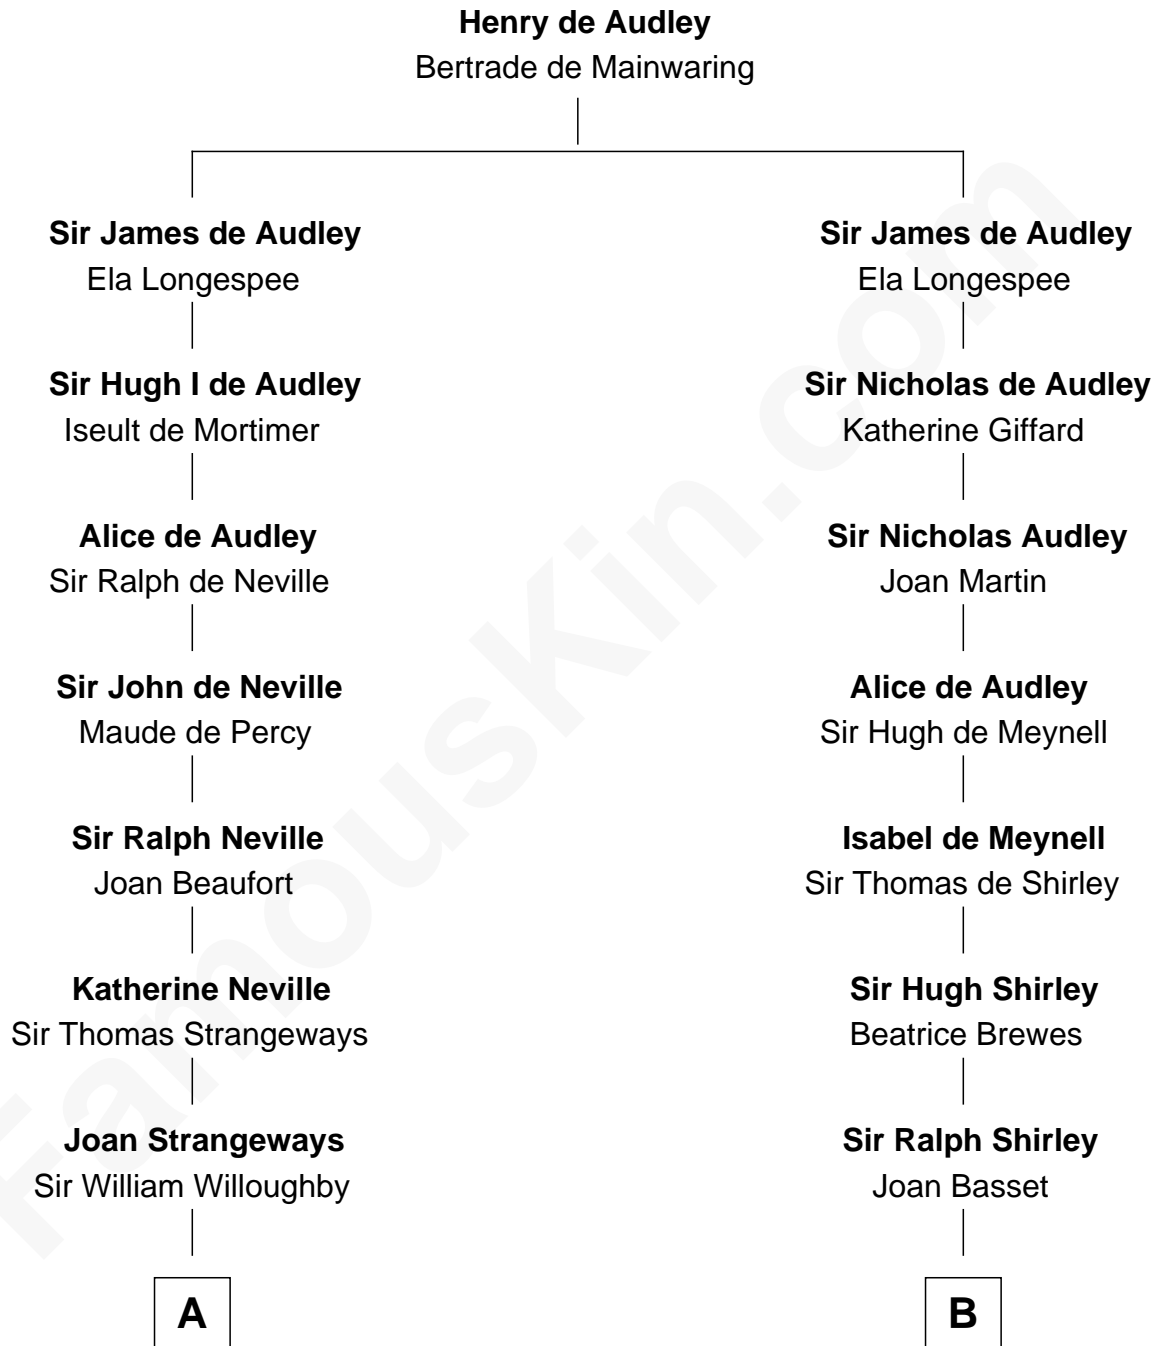 Henry de Audley
Bertrade de Mainwaring
Sir James de Audley
Ela Longespee
Sir Hugh I de Audley
Iseult de Mortimer
Alice de Audley
Sir Ralph de Neville
Sir John de Neville
Maude de Percy
Sir Ralph Neville
Joan Beaufort
Katherine Neville
Sir Thomas Strangeways
Joan Strangeways
Sir William Willoughby
A
Sir James de Audley
Ela Longespee
Sir Nicholas de Audley
Katherine Giffard
Sir Nicholas Audley
Joan Martin
Alice de Audley
Sir Hugh de Meynell
Isabel de Meynell
Sir Thomas de Shirley
Sir Hugh Shirley
Beatrice Brewes
Sir Ralph Shirley
Joan Basset
B
FamousKin.com